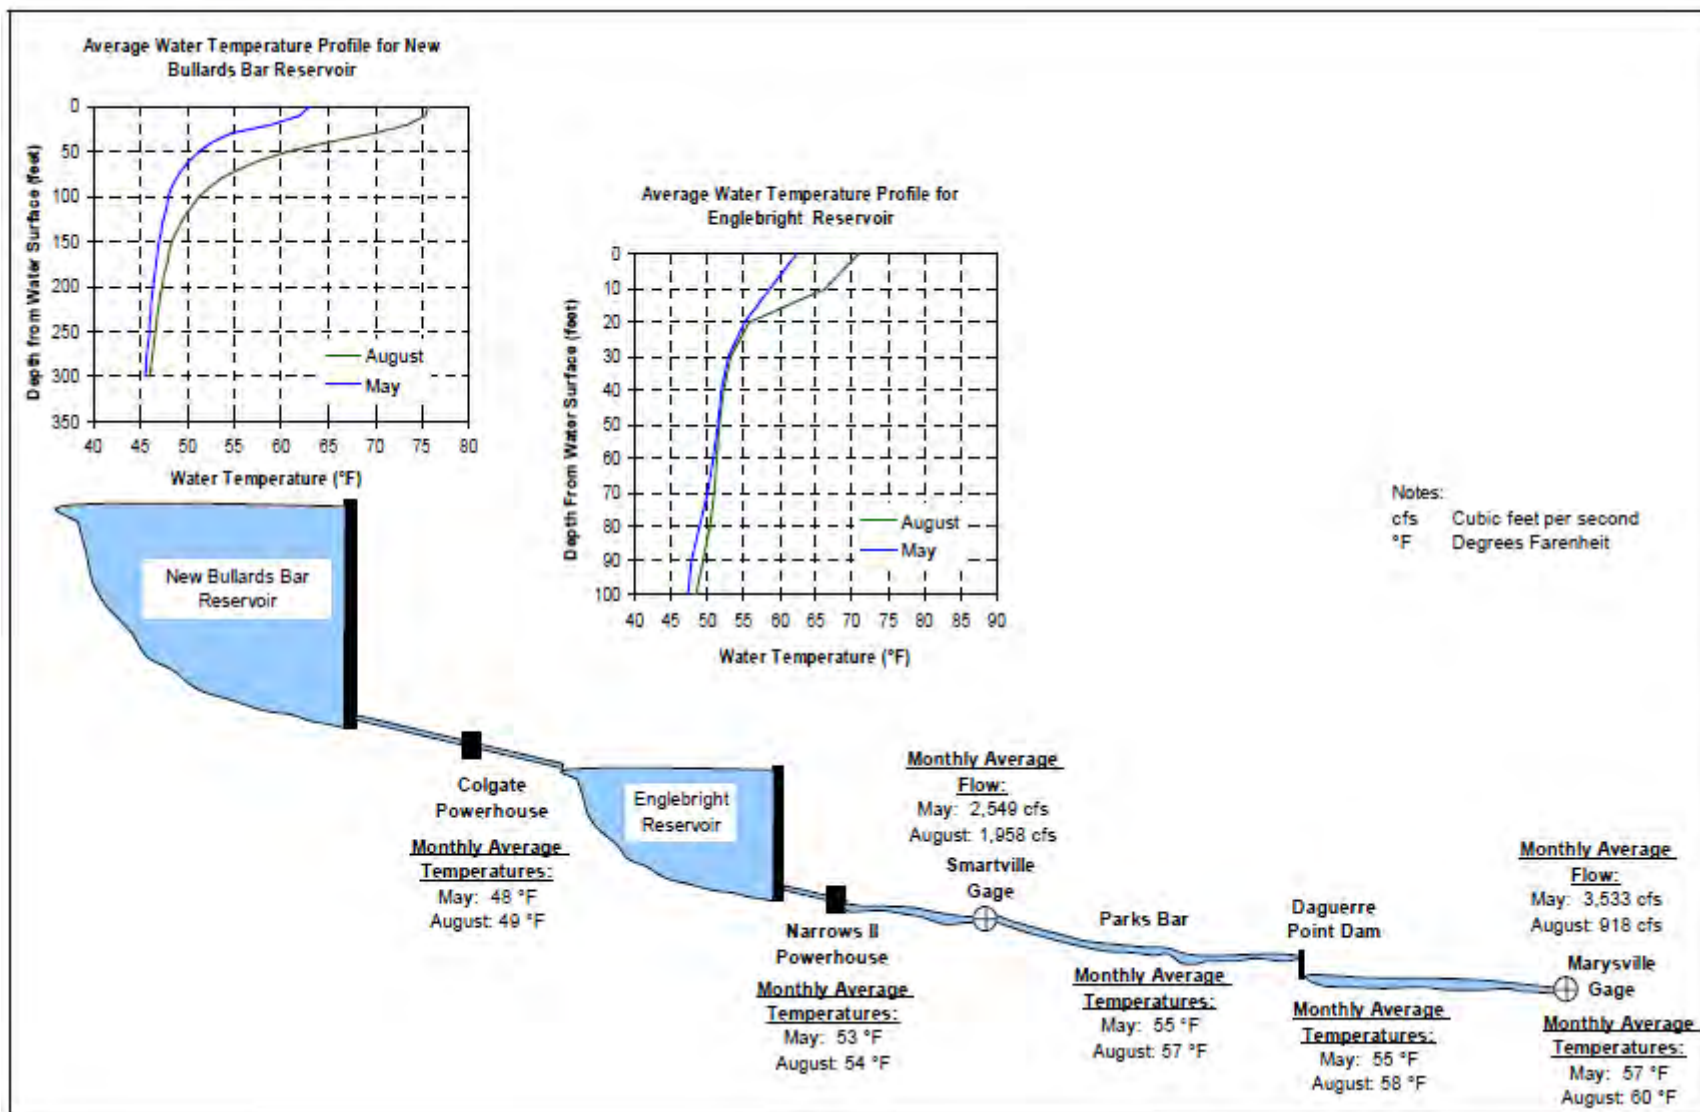 Average Water Temperature Profile for New
Bullards Bar Reservoir
Depth from Water Surface (feet)
0
50
100
150
200
250
300
350
40 45 50 55 60 65 70 75 80
August
May
Water Temperature (°F)
Average Water Temperature Profile for
Englebright Reservoir
Depth From Water Surface (feet)
0
10
20
30
40
50
60
70
80
90
100
40 45 50 55 60 65 70 75 80 85 90
August
May
Water Temperature (°F)
Notes:
cfs Cubic feet per second
°F Degrees Farenheit
New Bullards Bar
Reservoir
Colgate
Powerhouse
Monthly Average
Temperatures:
May: 48 °F
August: 49 °F
Englebright
Reservoir
Narrows II
Powerhouse
Monthly Average
Temperatures:
May: 53 °F
August: 54 °F
Monthly Average
Flow:
May: 2,549 cfs
August: 1,958 cfs
Smartville
Gage
Parks Bar
Monthly Average
Temperatures:
May: 55 °F
August: 57 °F
Daguerre
Point Dam
Monthly Average
Temperatures:
May: 55 °F
August: 58 °F
Monthly Average
Flow:
May: 3,533 cfs
August: 918 cfs
Marysville
Gage
Monthly Average
Temperatures:
May: 57 °F
August: 60 °F